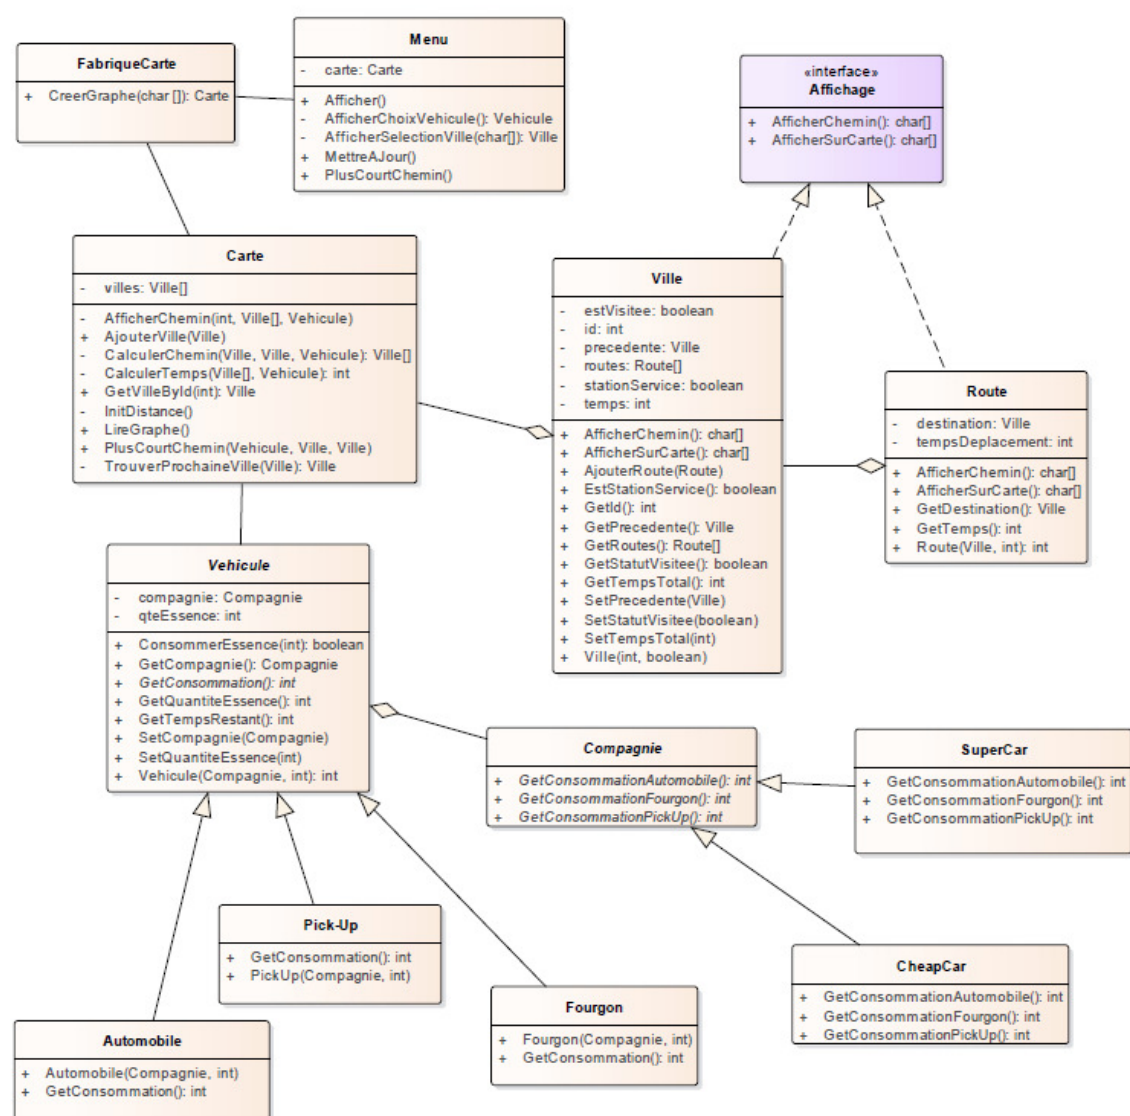 Menu
- carte: Carte
+ Afficher()
- AfficherChoixVehicule(): Vehicule
- AfficherSelectionVille(char[]): Ville
+ MettreAJour()
+ PlusCourtChemin()
FabriqueCarte
+ CreerGraphe(char []): Carte
«interface»
Affichage
+ AfficherChemin(): char[]
+ AfficherSurCarte(): char[]
Carte
- villes: Ville[]
- AfficherChemin(int, Ville[], Vehicule)
+ AjouterVille(Ville)
- CalculerChemin(Ville, Ville, Vehicule): Ville[]
- CalculerTemps(Ville[], Vehicule): int
+ GetVilleById(int): Ville
- InitDistance()
+ LireGraphe()
+ PlusCourtChemin(Vehicule, Ville, Ville)
- TrouverProchaineVille(Ville): Ville
Ville
- estVisitee: boolean
- id: int
- precedente: Ville
- routes: Route[]
- stationService: boolean
- temps: int
+ AfficherChemin(): char[]
+ AfficherSurCarte(): char[]
+ AjouterRoute(Route)
+ EstStationService(): boolean
+ GetId(): int
+ GetPrecedente(): Ville
+ GetRoutes(): Route[]
+ GetStatutVisitee(): boolean
+ GetTempsTotal(): int
+ SetPrecedente(Ville)
+ SetStatutVisitee(boolean)
+ SetTempsTotal(int)
+ Ville(int, boolean)
Route
- destination: Ville
- tempsDeplacement: int
+ AfficherChemin(): char[]
+ AfficherSurCarte(): char[]
+ GetDestination(): Ville
+ GetTemps(): int
+ Route(Ville, int): int
Vehicule
- compagnie: Compagnie
- qteEssence: int
+ ConsommerEssence(int): boolean
+ GetCompagnie(): Compagnie
+ GetConsommation(): int
+ GetQuantiteEssence(): int
+ GetTempsRestant(): int
+ SetCompagnie(Compagnie)
+ SetQuantiteEssence(int)
+ Vehicule(Compagnie, int): int
Compagnie
+ GetConsommationAutomobile(): int
+ GetConsommationFourgon(): int
+ GetConsommationPickUp(): int
SuperCar
+ GetConsommationAutomobile(): int
+ GetConsommationFourgon(): int
+ GetConsommationPickUp(): int
Pick-Up
+ GetConsommation(): int
+ PickUp(Compagnie, int)
CheapCar
+ GetConsommationAutomobile(): int
+ GetConsommationFourgon(): int
+ GetConsommationPickUp(): int
Fourgon
+ Fourgon(Compagnie, int)
+ GetConsommation(): int
Automobile
+ Automobile(Compagnie, int)
+ GetConsommation(): int